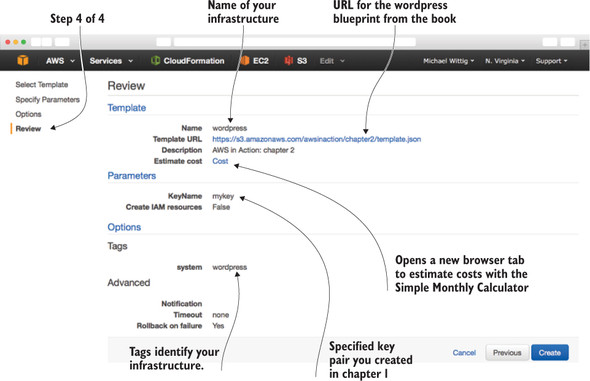 Step 4 of 4
Name of your
infrastructure
URL for the wordpress
blueprint from the book
AWS Services CloudFormation EC2 S3 Edit Michael Wittig N. Virginia Support
Select Template
Specify Parameters
Options
Review
Review
Template
Name wordpress
Template URL https://s3.amazonaws.com/awsinaction/chapter2/template.json
Description AWS in Action: chapter 2
Estimate cost Cost
Parameters
KeyName mykey
Create IAM resources False
Options
Tags
system wordpress
Advanced
Notification
Timeout none
Rollback on failure Yes
Opens a new browser tab
to estimate costs with the
Simple Monthly Calculator
Tags identify your
infrastructure.
Specified key
pair you created
in chapter 1
Cancel Previous Create